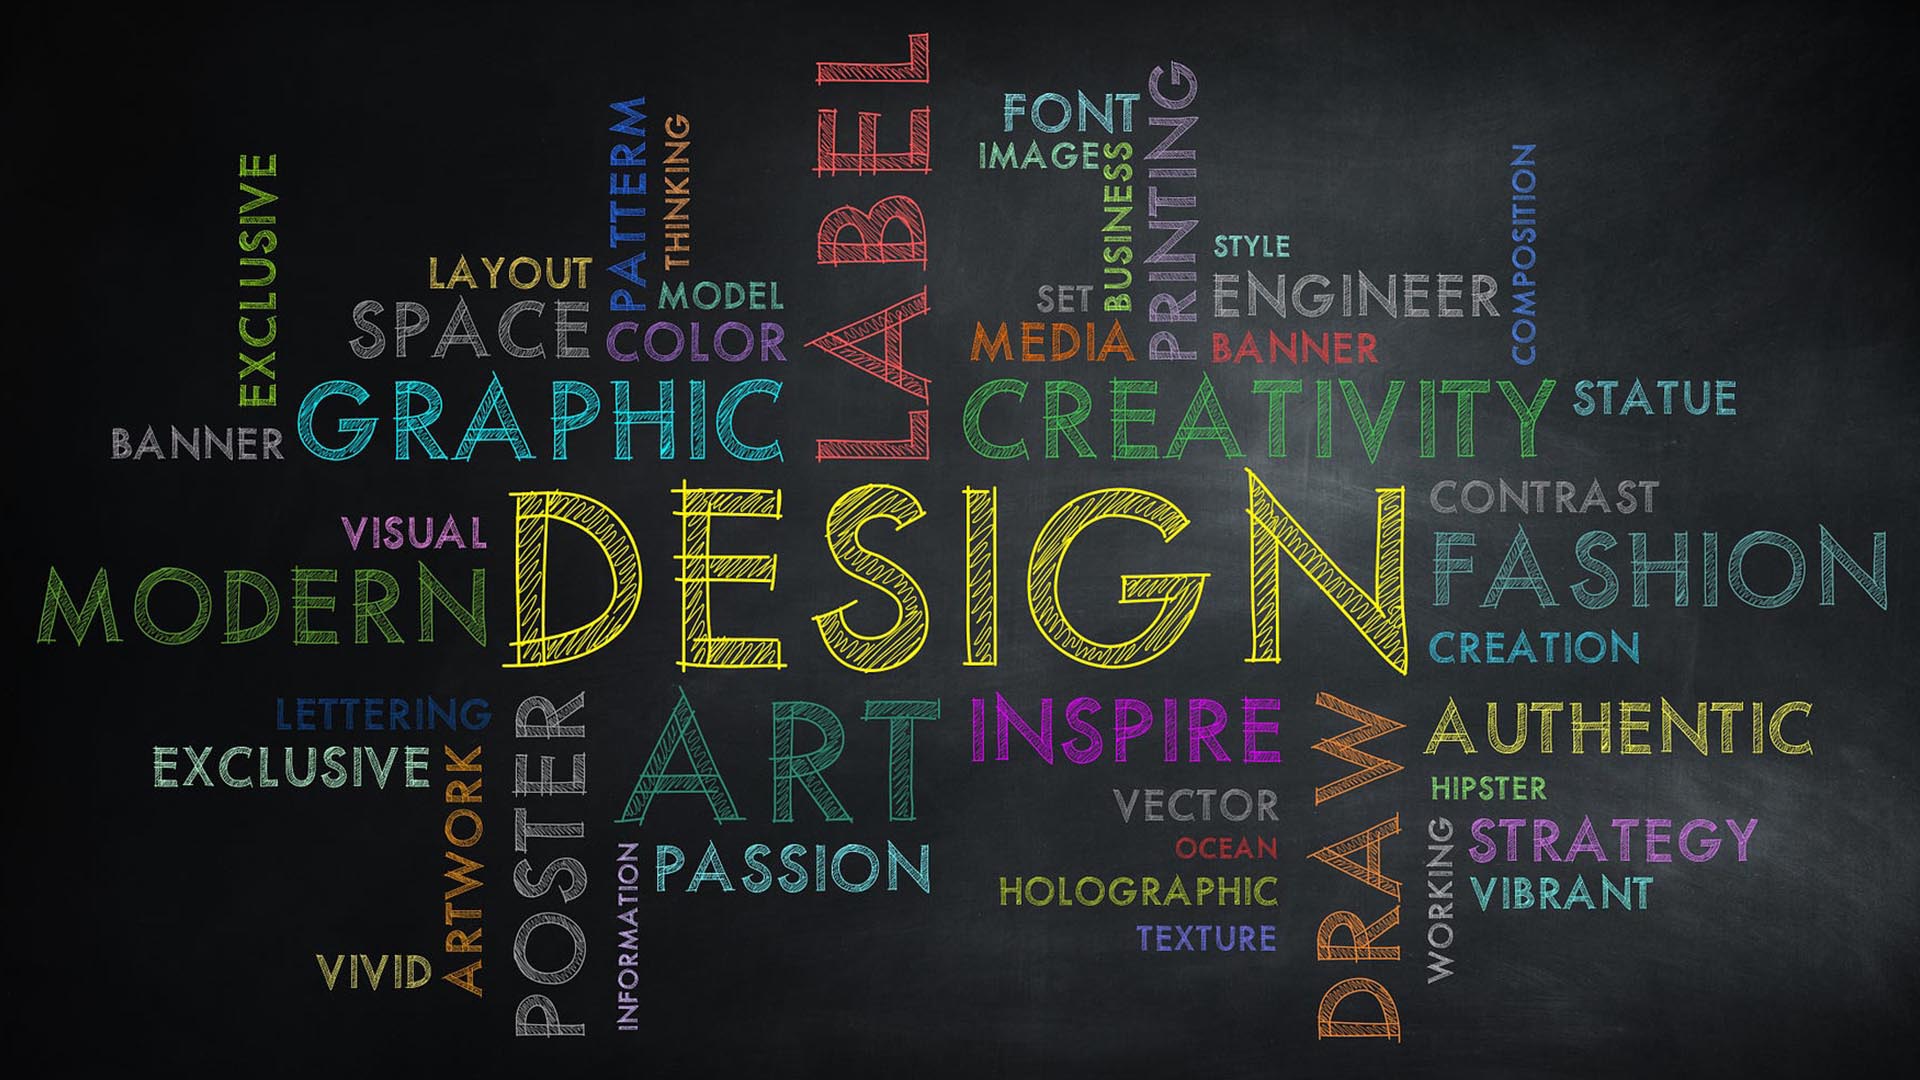 LABEL
FONT
IMAGES
BUSINESS
PRINTING
PATTERM
THINKING
EXCLUSIVE
COMPOSITION
STYLE
LAYOUT
SPACE
MODEL
COLOR
SET
MEDIA
ENGINEER
BANNER
BANNER
GRAPHIC
CREATIVITY
STATUE
VISUAL
MODERN
DESIGN
CONTRAST
FASHION
CREATION
LETTERING
EXCLUSIVE
ARTWORK
VIVID
POSTER
ART
INFORMATION
PASSION
INSPIRE
VECTOR
OCEAN
HOLOGRAPHIC
TEXTURE
DRAW
AUTHENTIC
HIPSTER
WORKING
STRATEGY
VIBRANT